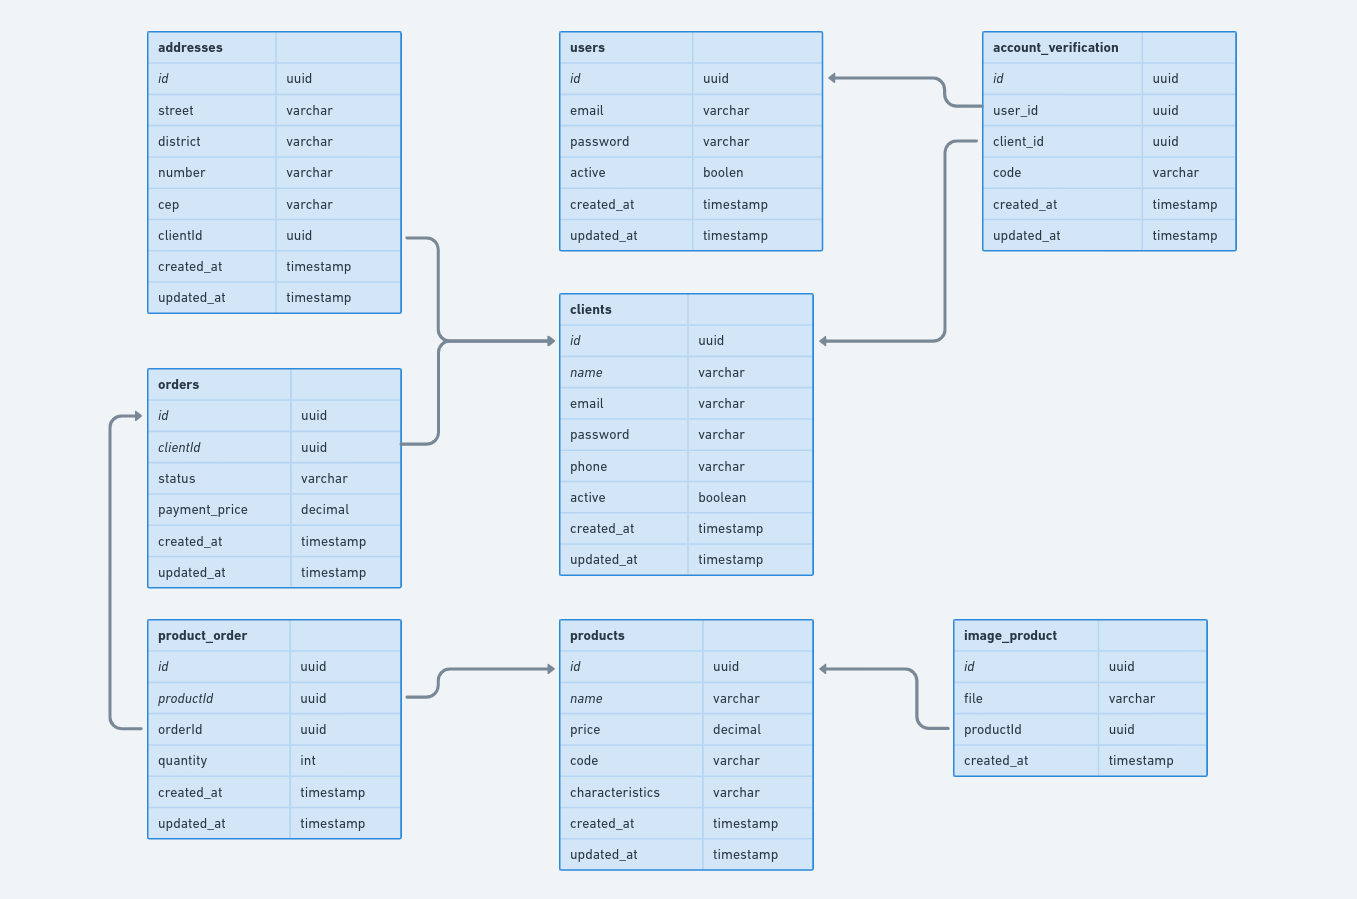 addresses
id uuid
street varchar
district varchar
number varchar
cep varchar
clientId uuid
created_at timestamp
updated_at timestamp
users
id uuid
email varchar
password varchar
active boolen
created_at timestamp
updated_at timestamp
account_verification
id uuid
user_id uuid
client_id uuid
code varchar
created_at timestamp
updated_at timestamp
clients
id uuid
name varchar
email varchar
password varchar
phone varchar
active boolean
created_at timestamp
updated_at timestamp
orders
id uuid
clientId uuid
status varchar
payment_price decimal
created_at timestamp
updated_at timestamp
product_order
id uuid
productId uuid
orderId uuid
quantity int
created_at timestamp
updated_at timestamp
products
id uuid
name varchar
price decimal
code varchar
characteristics varchar
created_at timestamp
updated_at timestamp
image_product
id uuid
file varchar
productId uuid
created_at timestamp